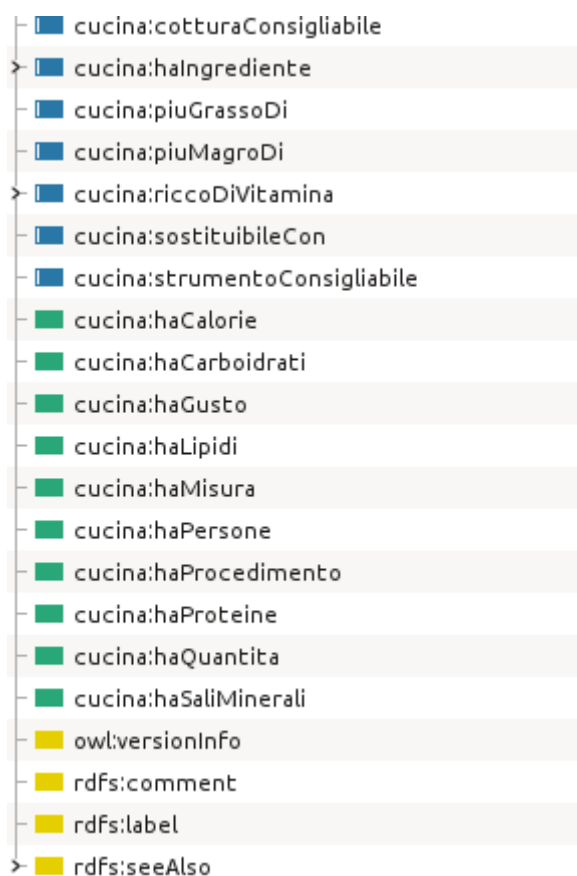 cucina:cotturaConsigliabile
cucina:haIngrediente
cucina:piuGrassoDi
cucina:piuMagroDi
cucina:riccoDiVitamina
cucina:sostituibileCon
cucina:strumentoConsigliabile
cucina:haCalorie
cucina:haCarboidrati
cucina:haGusto
cucina:haLipidi
cucina:haMisura
cucina:haPersone
cucina:haProcedimento
cucina:haProteine
cucina:haQuantita
cucina:haSaliMinerali
owl:versionInfo
rdfs:comment
rdfs:label
rdfs:seeAlso